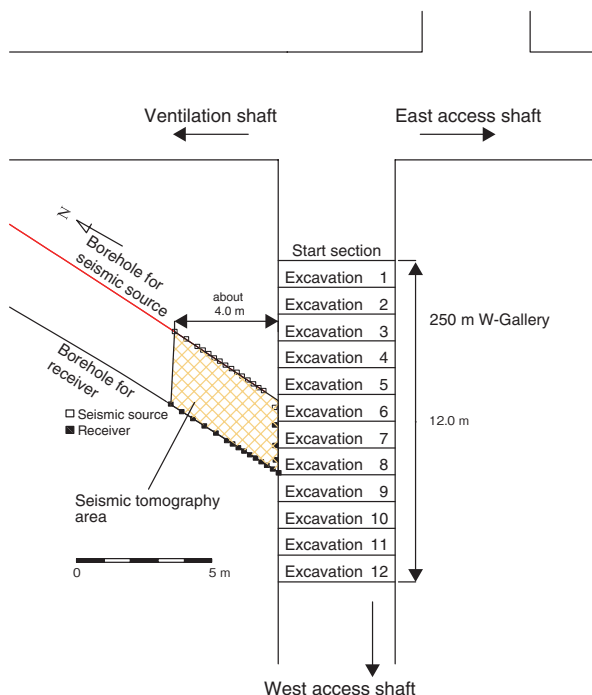 Ventilation shaft
East access shaft
N
Borehole for
seismic source
Start section
Excavation 1
about
4.0 m
Excavation 2
250 m W-Gallery
Excavation 3
Excavation 4
Borehole for
receiver
Excavation 5
Seismic source
Excavation 6
12.0 m
Receiver
Excavation 7
Excavation 8
Seismic tomography
area
Excavation 9
Excavation 10
Excavation 11
Excavation 12
0 5 m
West access shaft